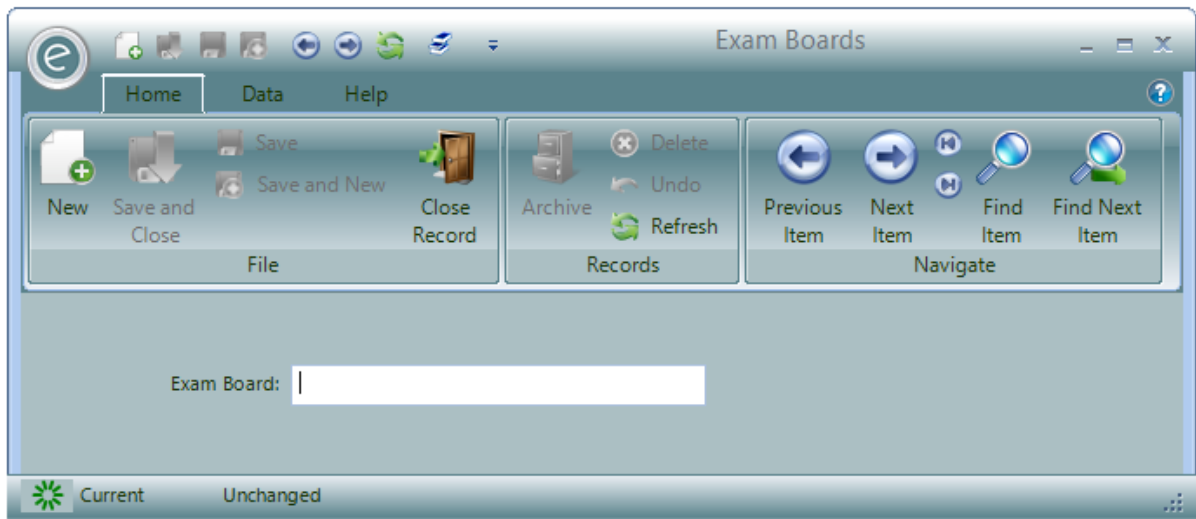 e Exam Boards
Home Data Help
New Save and Close Save Save and New Close Record Archive Delete Undo Refresh Previous Item Next Item Find Item Find Next Item
File Records Navigate
Exam Board:
Current Unchanged